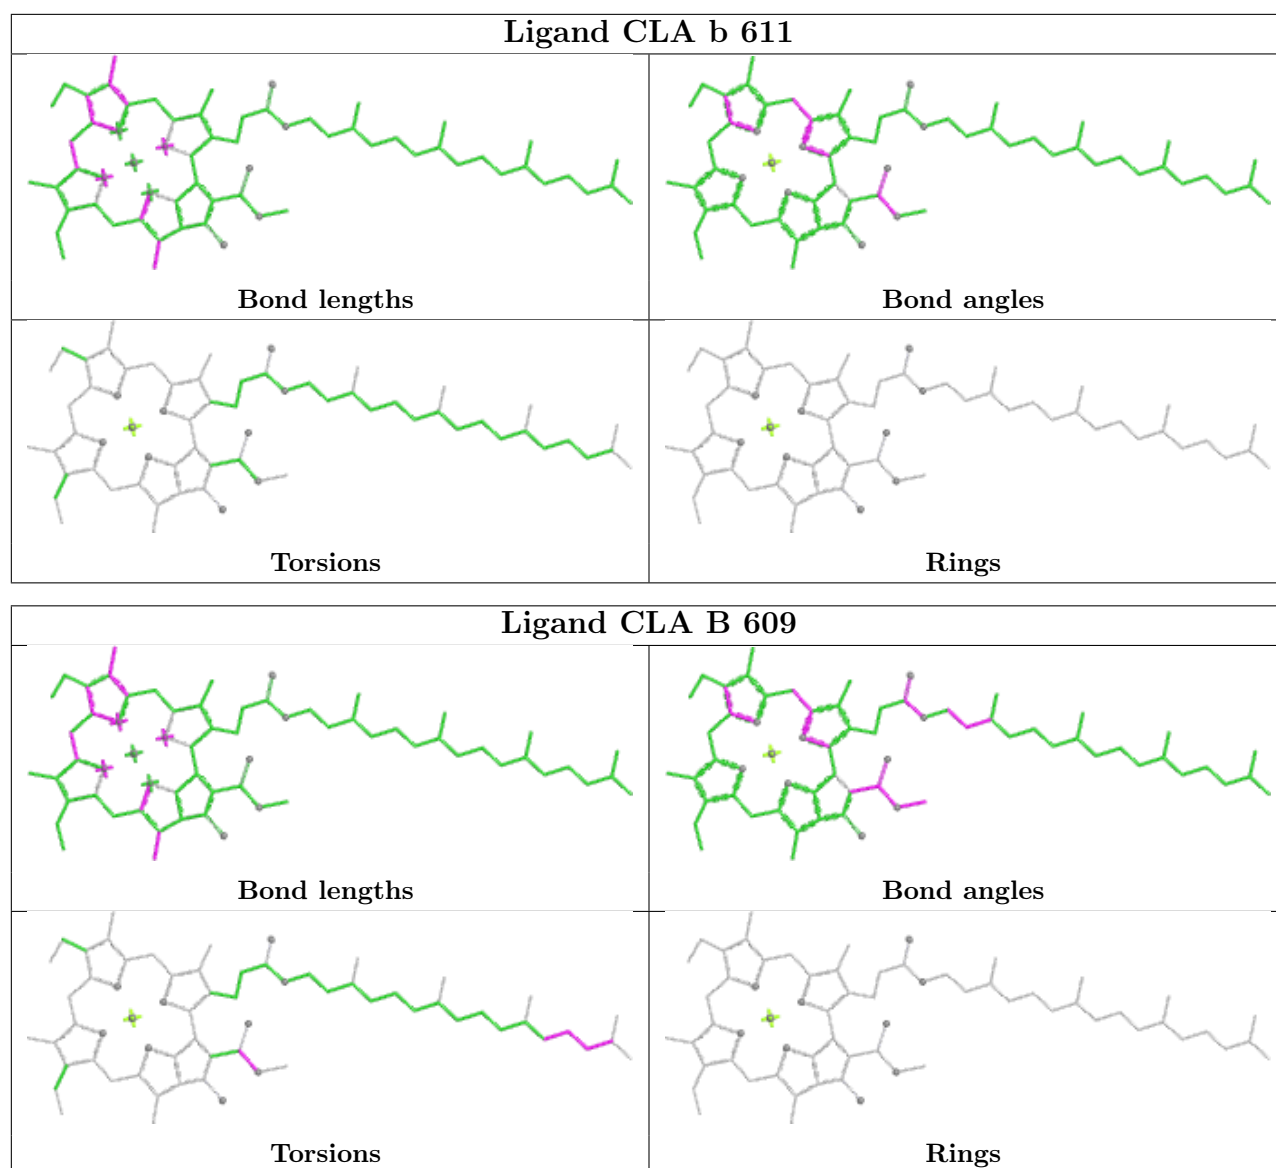 Ligand CLA b 611
Bond lengths
Bond angles
Torsions
Rings
Ligand CLA B 609
Bond lengths
Bond angles
Torsions
Rings